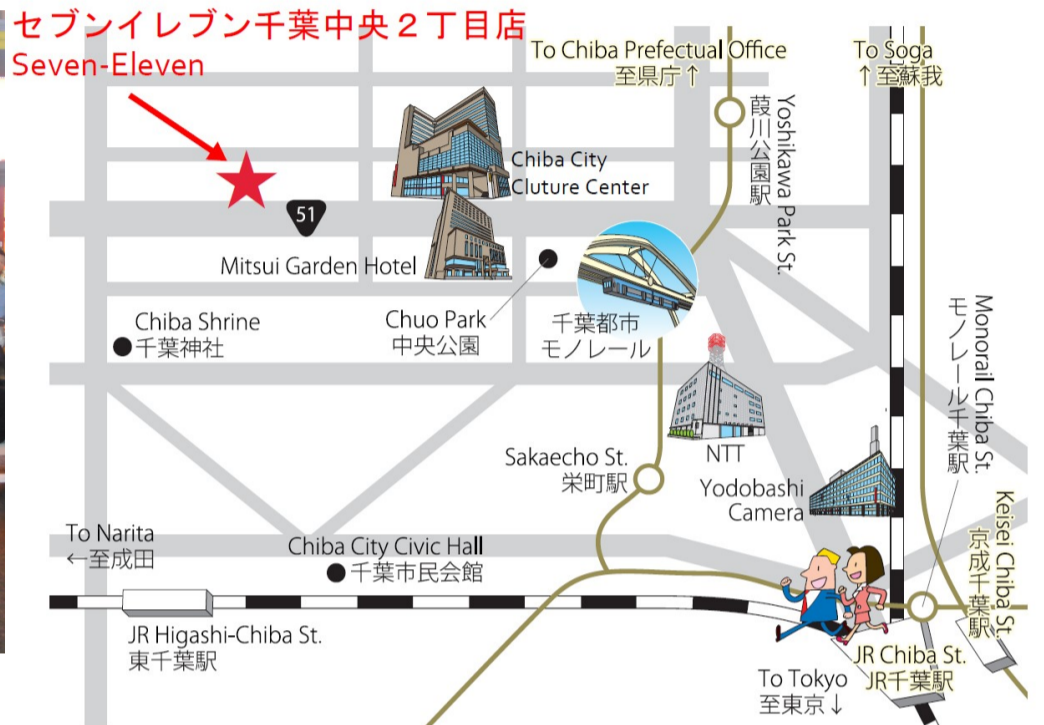 セブンイレブン千葉中央２丁目店
Seven-Eleven
To Chiba Prefectual Office
至県庁↑
To Soga
↑至蘇我
Yoshikawa Park St.
葭川公園駅
Chiba City
Cluture Center
51
Mitsui Garden Hotel
Chiba Shrine
千葉神社
Chuo Park
中央公園
千葉都市
モノレール
Monorail Chiba St.
モノレール千葉駅
NTT
Sakaecho St.
栄町駅
Yodobashi
Camera
Keisei Chiba St.
京成千葉駅
To Narita
←至成田
Chiba City Civic Hall
千葉市民会館
JR Higashi-Chiba St.
東千葉駅
JR Chiba St.
JR千葉駅
To Tokyo
至東京↓